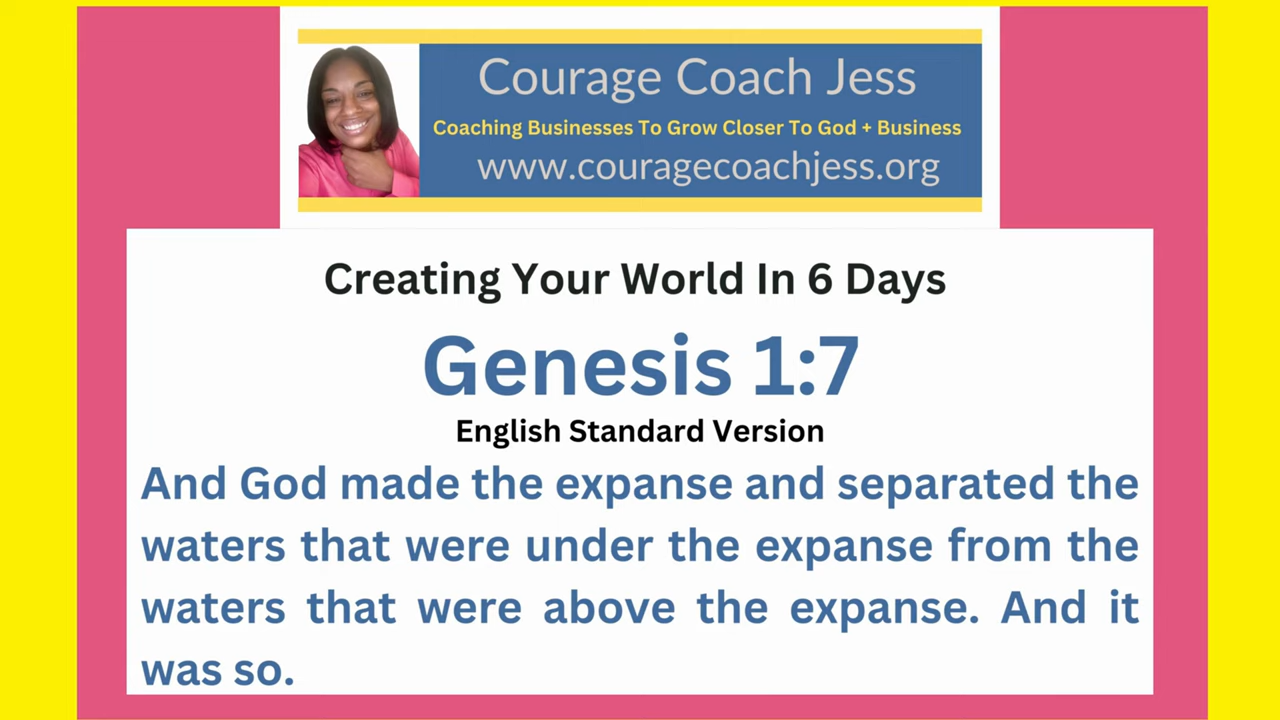 Courage Coach Jess
Coaching Businesses To Grow Closer To God + Business
www.couragecoachjess.org
Creating Your World In 6 Days
Genesis 1:7
English Standard Version
And God made the expanse and separated the
waters that were under the expanse from the
waters that were above the expanse. And it
was so.